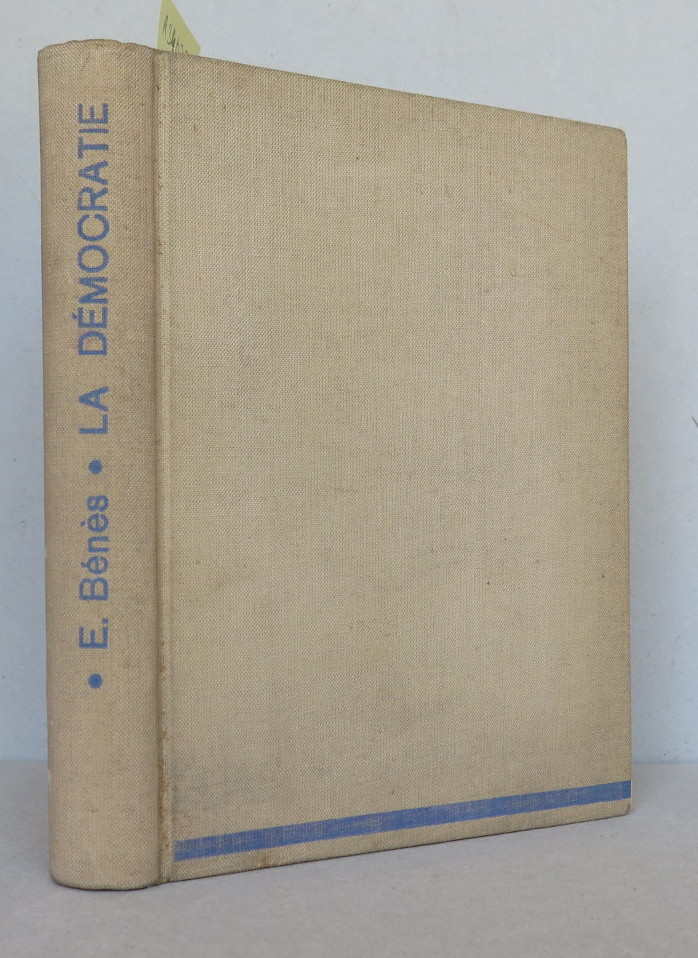 • E. Bénès • LA DÉMOCRATIE